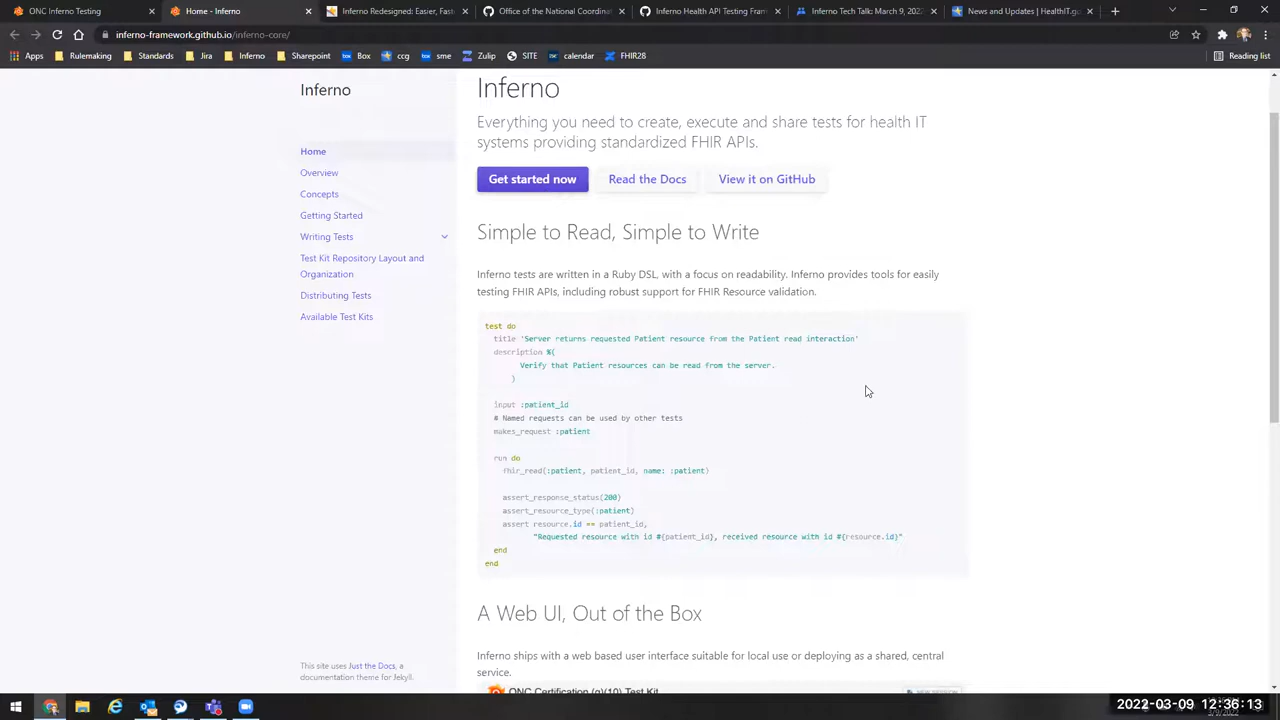 ONC Inferno
Home - Inferno
Inferno Redesigned: Easier, Fast
Office of the National Coordinat
Inferno FHIR API Testing Fram
Inferno Tech Talk March 9, 202
News and Updates | HealthIT.g
inferno-framework.github.io/inferno-core/
Apps
Rulemaking
Standards
Jira
Inferno
Sharepoint
Box
ccg
sme
Zulip
SITE
calendar
FHIR28
Reading list
Inferno
Home
Overview
Concepts
Getting Started
Writing Tests
Test Kit Repository Layout and
Organization
Distributing Tests
Available Test Kits
This site uses Just the Docs, a
documentation theme for Jekyll.
Inferno
Everything you need to create, execute and share tests for health IT
systems providing standardized FHIR APIs.
Get started now
Read the Docs
View it on GitHub
Simple to Read, Simple to Write
Inferno tests are written in a Ruby DSL, with a focus on readability. Inferno provides tools for easily
testing FHIR APIs, including robust support for FHIR Resource validation.
test do
title 'Server returns requested Patient resource from the Patient read interaction'
description %(
Verify that Patient resources can be read from the server.
)
input :patient_id
# Named requests can be used by other tests
makes_request :patient
run do
fhir_read(:patient, patient_id, name: :patient)
assert_response_status(200)
assert_resource_type(:patient)
assert resource.id == patient_id,
"Requested resource with id #{patient_id}, received resource with id #{resource.id}"
end
end
A Web UI, Out of the Box
Inferno ships with a web based user interface suitable for local use or deploying as a shared, central
service.
ONC Certification (g)(10) Test Kit
NEW SESSION
2022-03-09 12:36:13